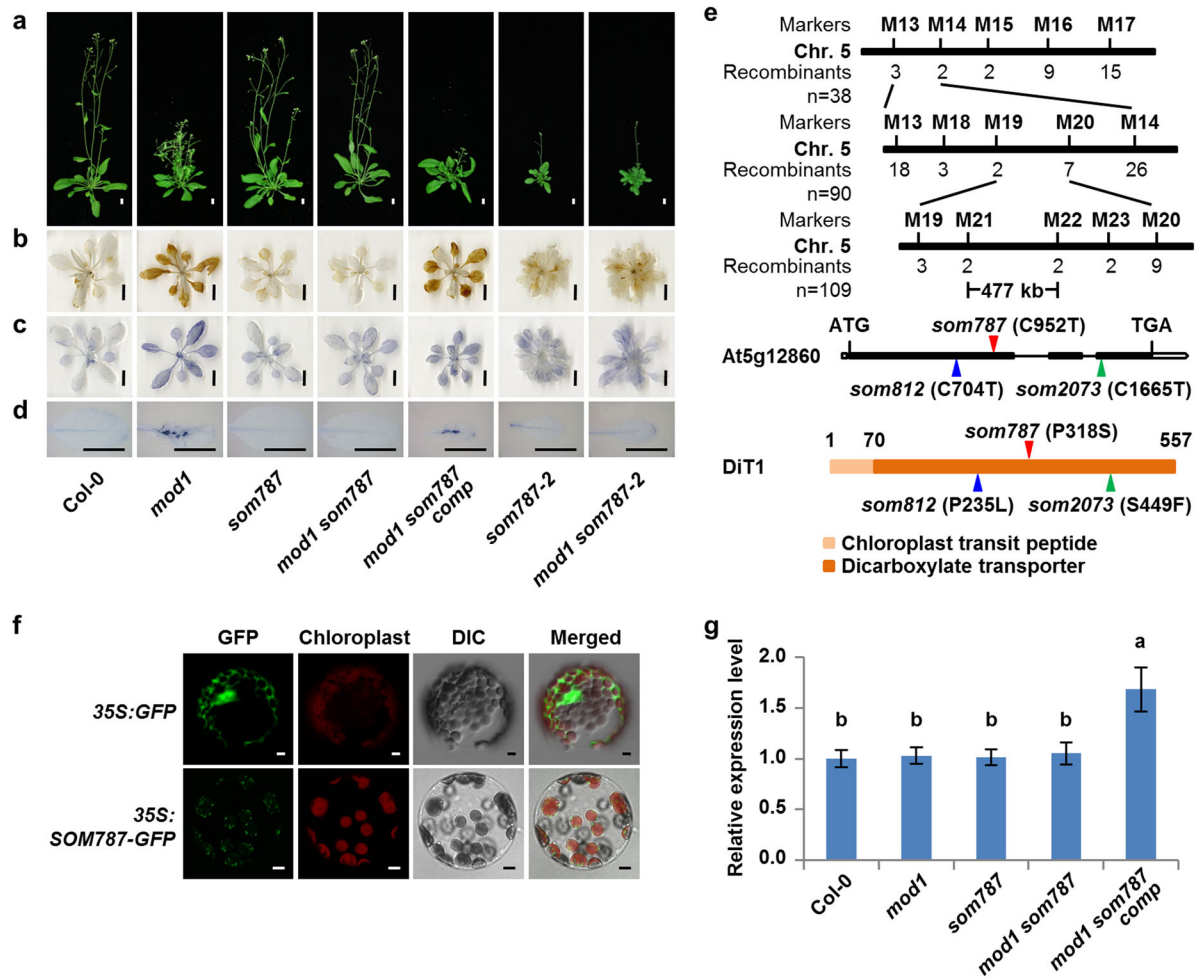 a
b
c
d
Col-0
mod1
som787
mod1 som787
mod1 som787 comp
som787-2
mod1 som787-2
e
Markers M13 M14 M15 M16 M17
Chr. 5
Recombinants 3 2 2 9 15
n=38
Markers M13 M18 M19 M20 M14
Chr. 5
Recombinants 18 3 2 7 26
n=90
Markers M19 M21 M22 M23 M20
Chr. 5
Recombinants 3 2 2 2 9
n=109 477 kb
ATG som787 (C952T) TGA
At5g12860
som812 (C704T) som2073 (C1665T)
1 70 som787 (P318S) 557
DiT1
som812 (P235L) som2073 (S449F)
Chloroplast transit peptide
Dicarboxylate transporter
f
GFP Chloroplast DIC Merged
35S:GFP
35S:
SOM787-GFP
g
Relative expression level
2.0
1.5
1.0
0.5
0.0
b b b b a
Col-0
mod1
som787
mod1 som787
mod1 som787 comp